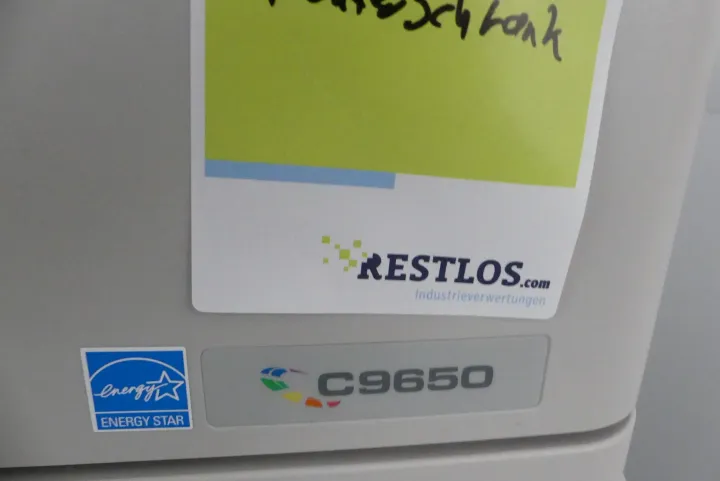 RESTLOS.com
Industrieverwertungen
energy
ENERGY STAR
C9650